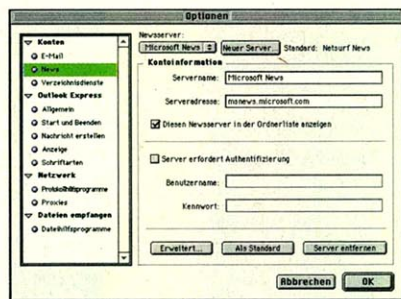 Optionen
Konten
E-Mail
News
Verzeichnisdienste
Outlook Express
Allgemein
Start und Beenden
Nachricht erstellen
Anzeige
Schriftarten
Netzwerk
Protokollhilfsprogramme
Proxies
Dateien empfangen
Dateihilfsprogramme
Newsserver:
Microsoft News Neuer Server... Standard: Netsurf News
Kontoinformation
Servername: Microsoft News
Serveradresse: msnews.microsoft.com
Diesen Newsserver in der Ordnerliste anzeigen
Server erfordert Authentifizierung
Benutzername:
Kennwort:
Erweitert... Als Standard Server entfernen
Abbrechen OK